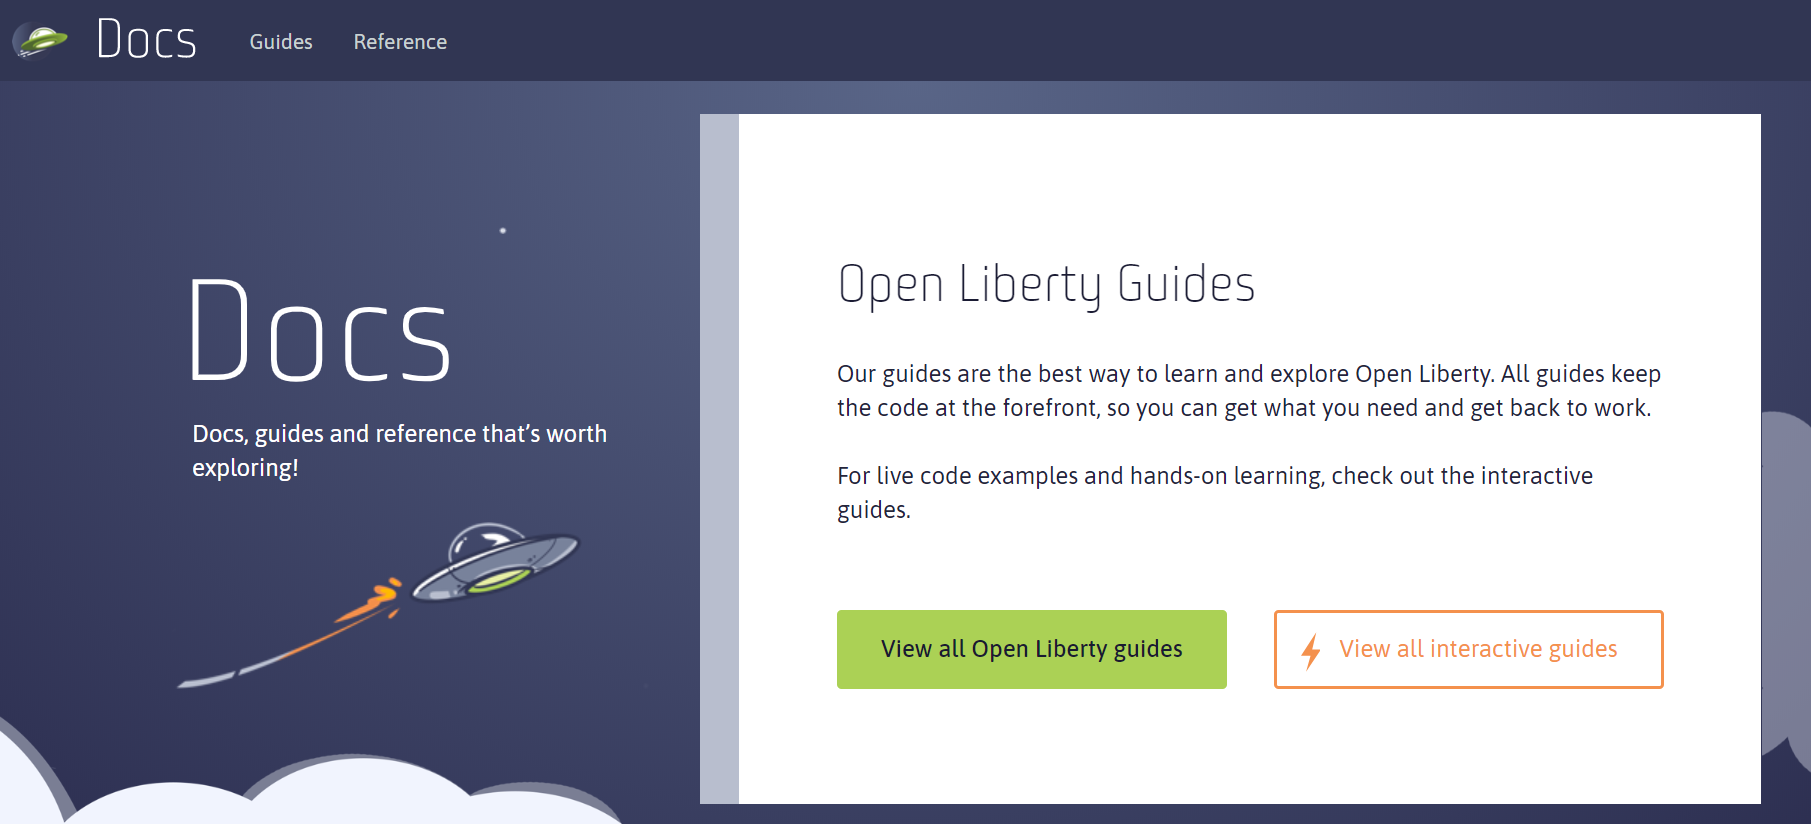 Docs
Guides
Reference
Docs
Docs, guides and reference that’s worth
exploring!
Open Liberty Guides
Our guides are the best way to learn and explore Open Liberty. All guides keep
the code at the forefront, so you can get what you need and get back to work.
For live code examples and hands-on learning, check out the interactive
guides.
View all Open Liberty guides
View all interactive guides